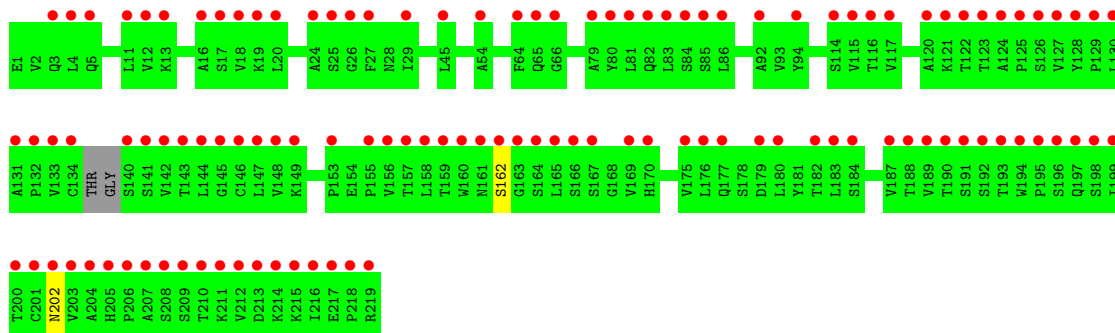 E1 V2 Q3 L4 Q5 L11 V12 K13 A16 S17 V18 K19 L20 A24 S25 G26 F27 N28 I29 L45 A54 F64 Q65 G66 A79 Y80 L81 Q82 L83 S84 S85 L86 A92 V93 Y94 S114 V115 T116 V117 A120 K121 T122 T123 A124 P125 S126 V127 Y128 P129 L130
A131 P132 V133 C134 THR GLY S140 S141 V142 T143 L144 G145 C146 L147 V148 K149 P153 E154 P155 V156 T157 L158 T159 W160 N161 S162 G163 S164 L165 S166 S167 G168 V169 H170 V175 L176 Q177 S178 D179 L180 Y181 T182 L183 S184 V187 T188 V189 T190 S191 S192 T193 W194 P195 S196 Q197 S198 I199
T200 C201 N202 V203 A204 H205 P206 A207 S208 S209 T210 K211 V212 D213 K214 K215 I216 E217 P218 R219